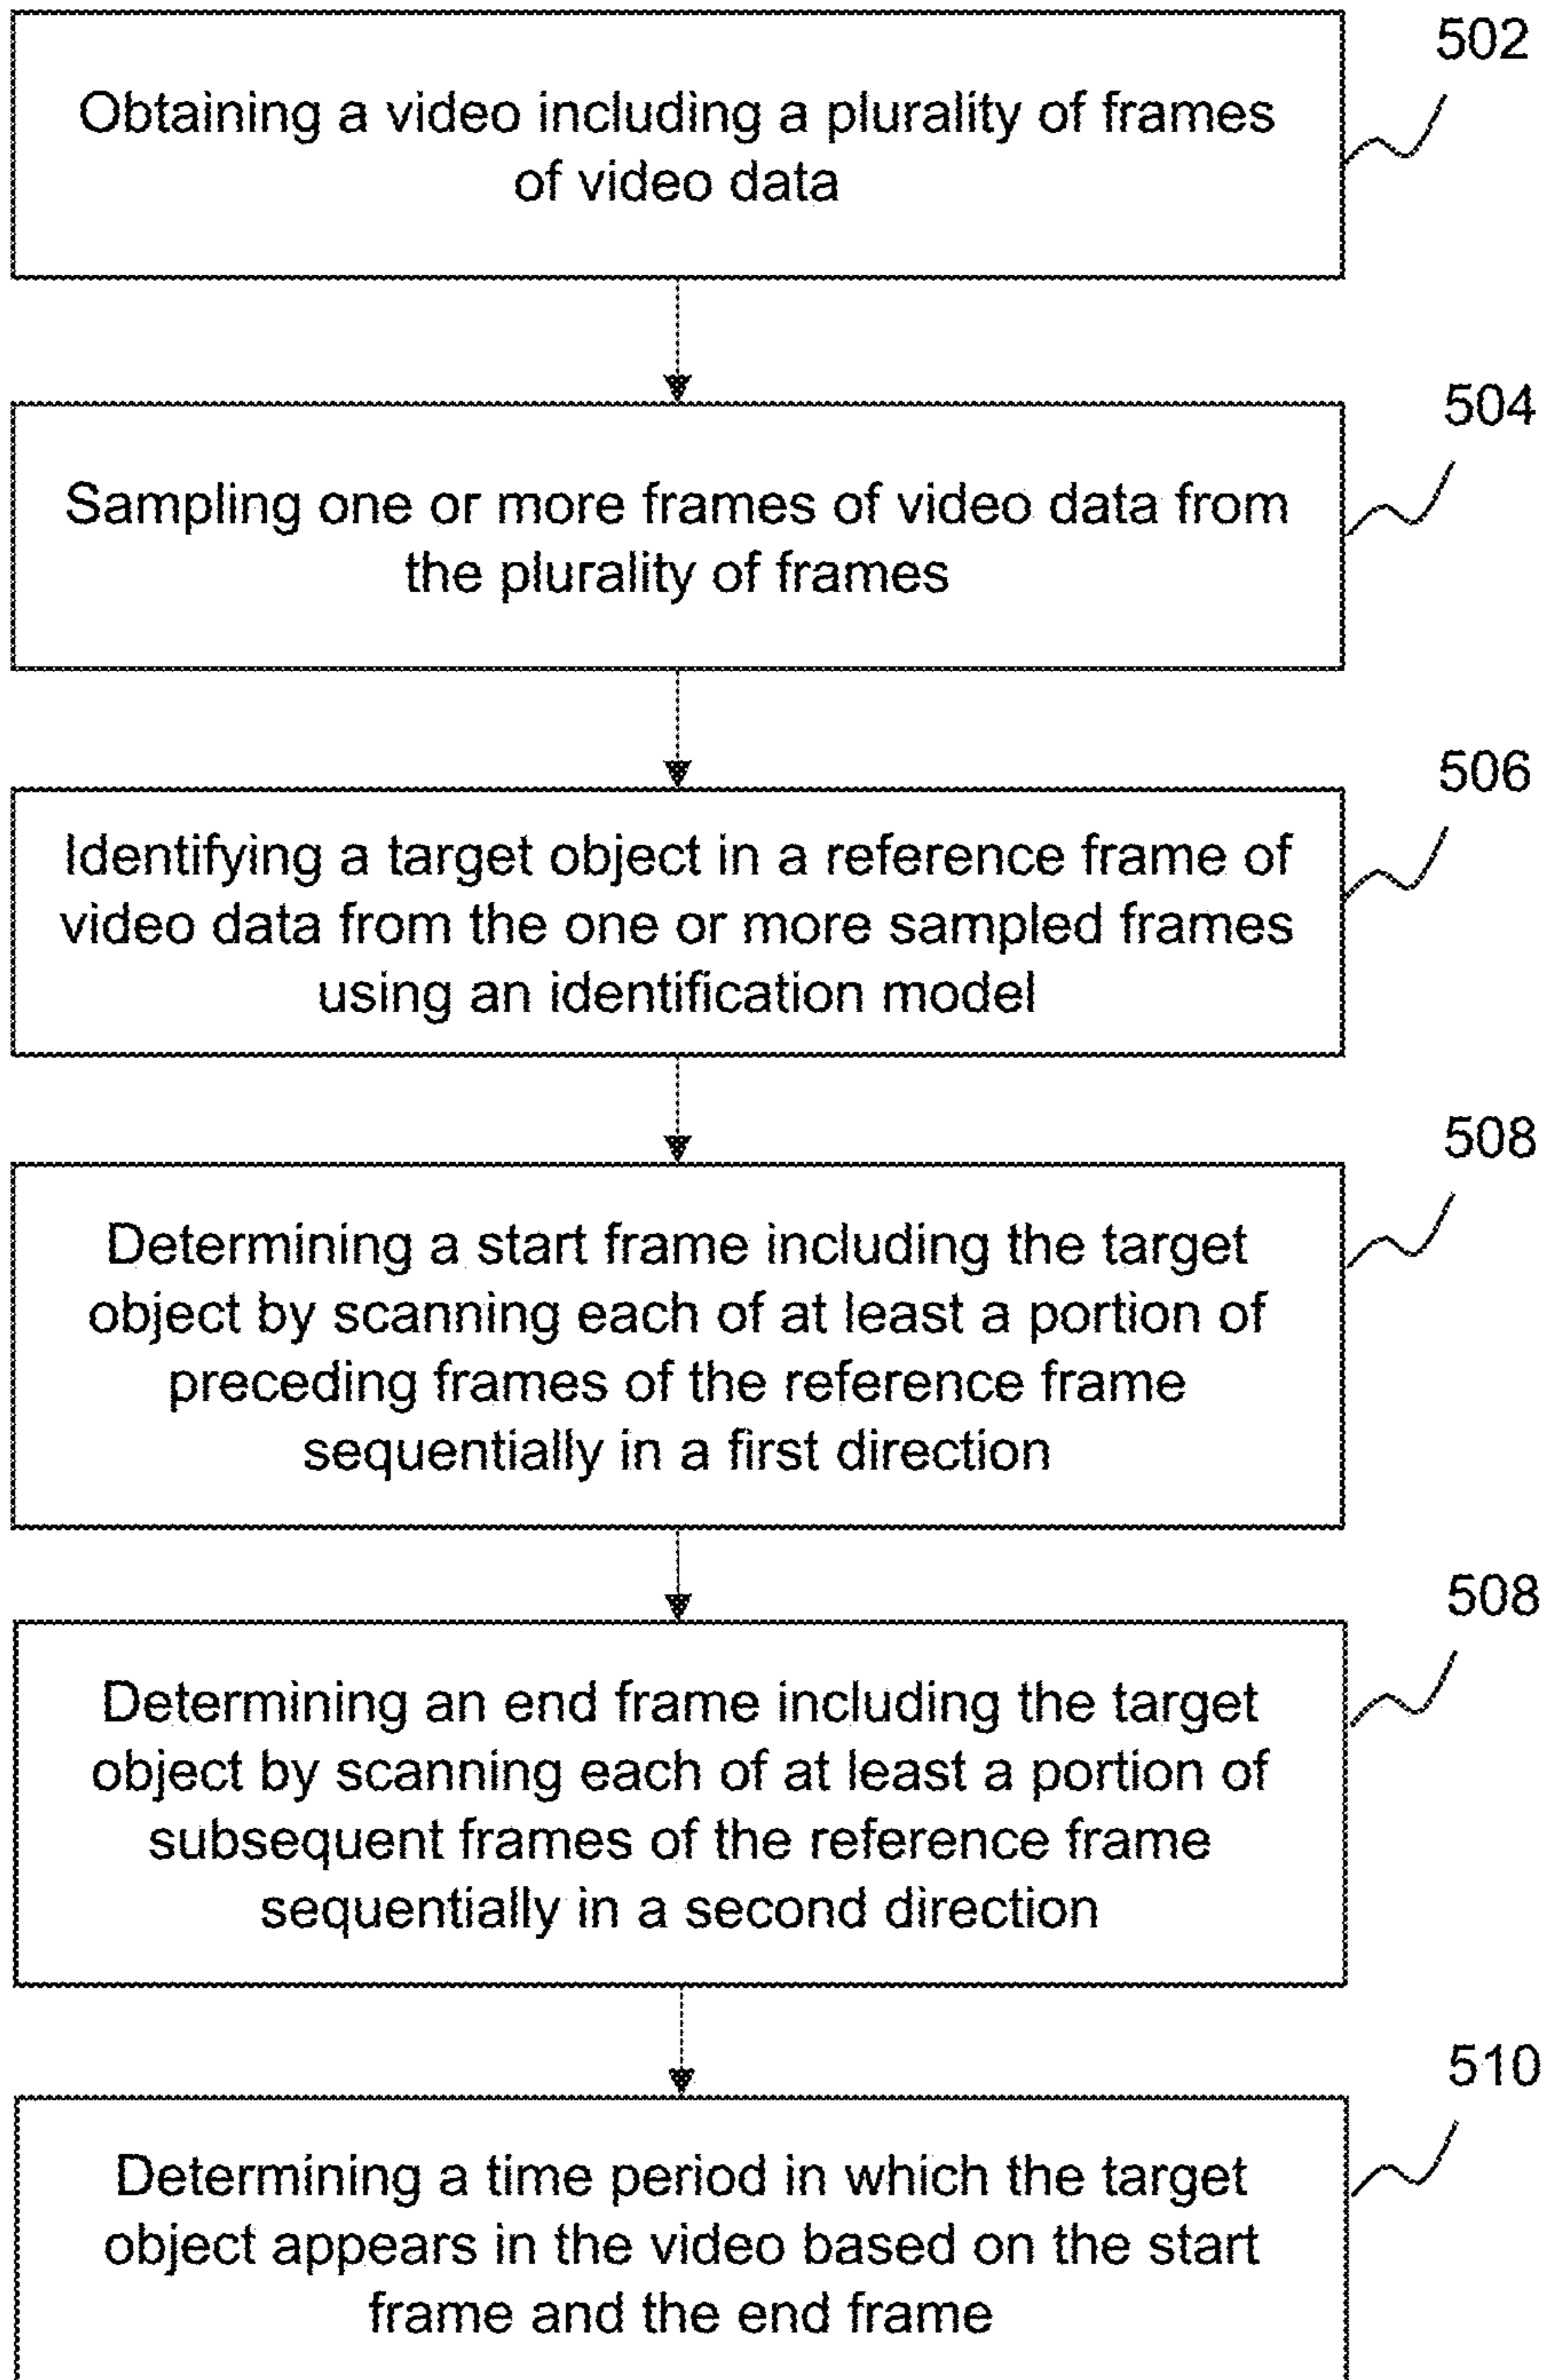 502
Obtaining a video including a plurality of frames
of video data
504
Sampling one or more frames of video data from
the plurality of frames
506
Identifying a target object in a reference frame of
video data from the one or more sampled frames
using an identification model
508
Determining a start frame including the target
object by scanning each of at least a portion of
preceding frames of the reference frame
sequentially in a first direction
508
Determining an end frame including the target
object by scanning each of at least a portion of
subsequent frames of the reference frame
sequentially in a second direction
510
Determining a time period in which the target
object appears in the video based on the start
frame and the end frame